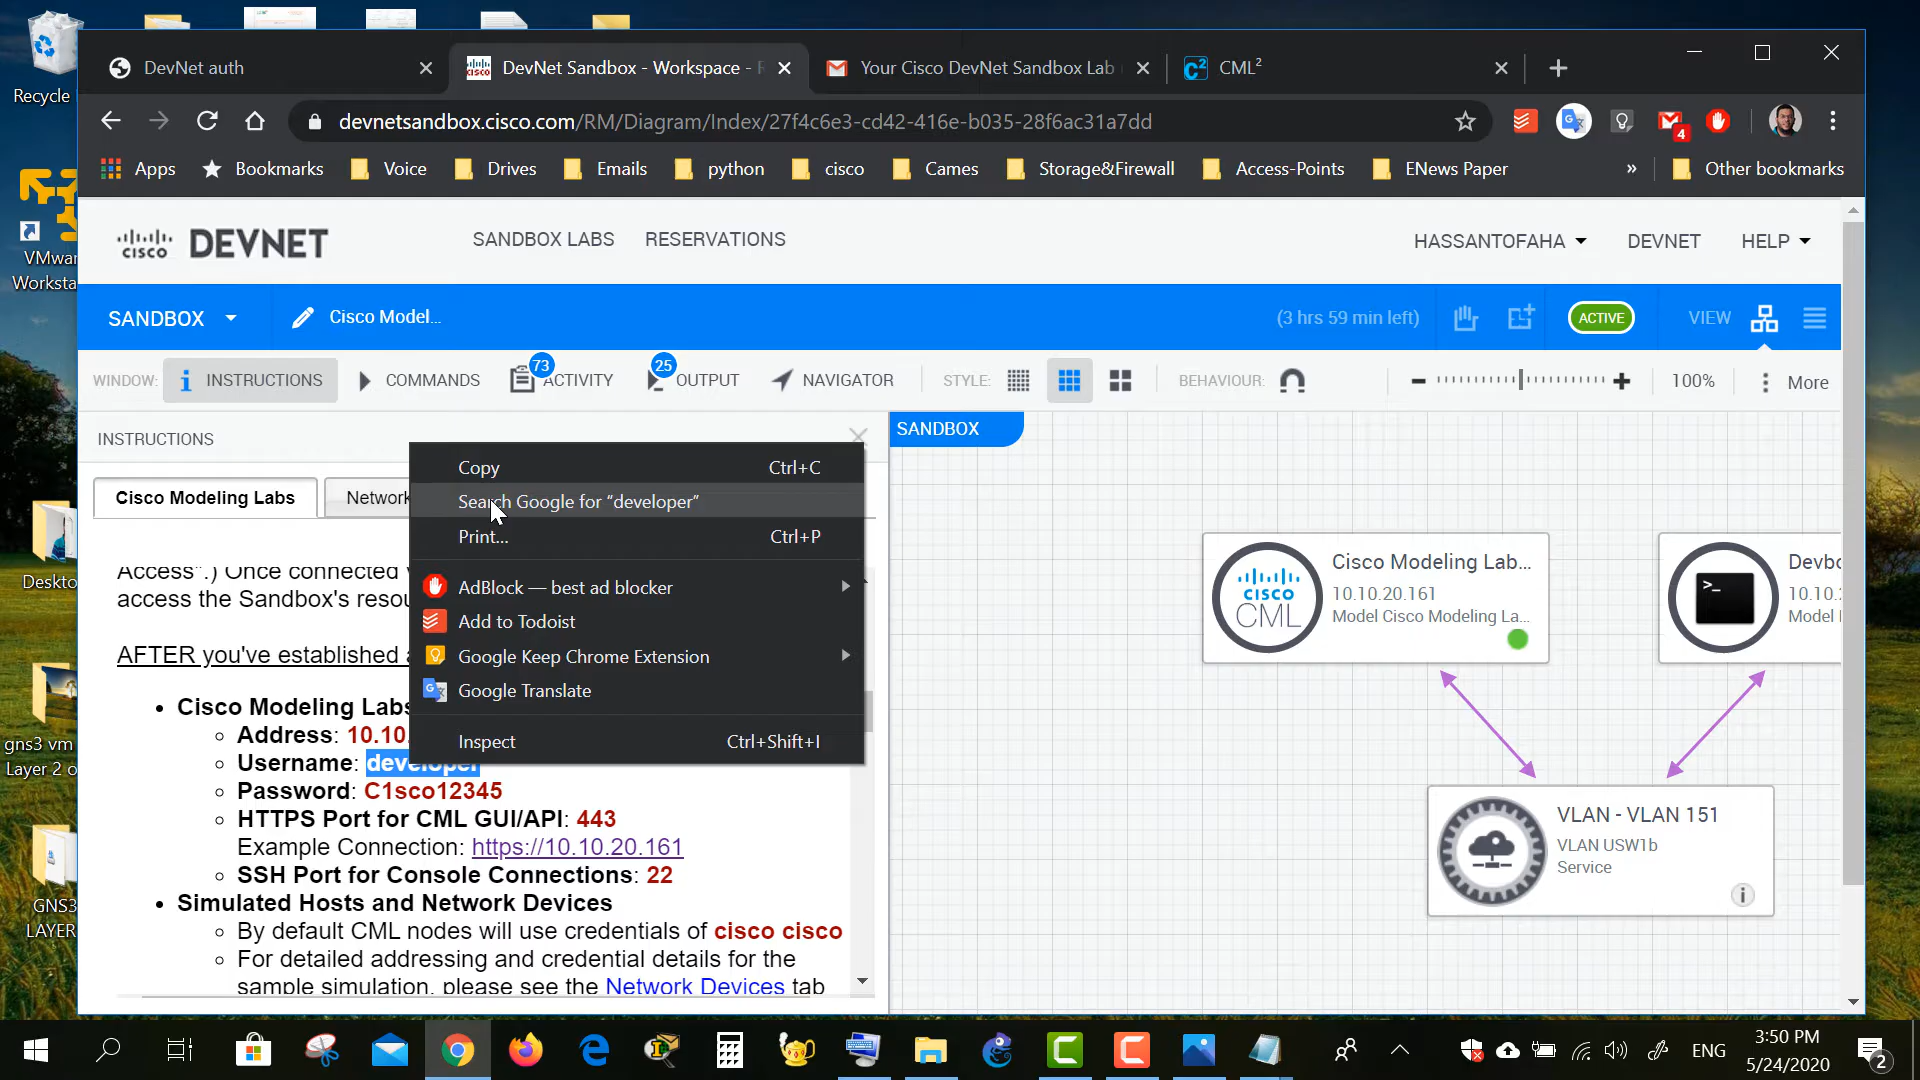 Recycle
VMwar
Worksta
Deskto
gns3 vm
Layer 2 o
GNS3
LAYER
DevNet auth
DevNet Sandbox - Workspace -
Your Cisco DevNet Sandbox Lab
CML²
devnetsandbox.cisco.com/RM/Diagram/Index/27f4c6e3-cd42-416e-b035-28f6ac31a7dd
4
Apps Bookmarks Voice Drives Emails python cisco Cames Storage&Firewall Access-Points ENews Paper » Other bookmarks
cisco DEVNET SANDBOX LABS RESERVATIONS HASSANTOFAHA DEVNET HELP
SANDBOX Cisco Model... (3 hrs 59 min left) ACTIVE VIEW
WINDOW: INSTRUCTIONS COMMANDS 73 ACTIVITY 25 OUTPUT NAVIGATOR STYLE: BEHAVIOUR: 100% More
INSTRUCTIONS
Cisco Modeling Labs Network
Access".) Once connected
access the Sandbox's resou
AFTER you've established
Cisco Modeling Labs
Address: 10.10.
Username: developer
Password: C1sco12345
HTTPS Port for CML GUI/API: 443
Example Connection: https://10.10.20.161
SSH Port for Console Connections: 22
Simulated Hosts and Network Devices
By default CML nodes will use credentials of cisco cisco
For detailed addressing and credential details for the
sample simulation, please see the Network Devices tab
Copy Ctrl+C
Search Google for “developer”
Print... Ctrl+P
AdBlock — best ad blocker
Add to Todoist
Google Keep Chrome Extension
Google Translate
Inspect Ctrl+Shift+I
SANDBOX
cisco
CML
Cisco Modeling Lab...
10.10.20.161
Model Cisco Modeling La...
Devbo
10.10.2
Model
VLAN - VLAN 151
VLAN USW1b
Service
ENG
3:50 PM
5/24/2020
2